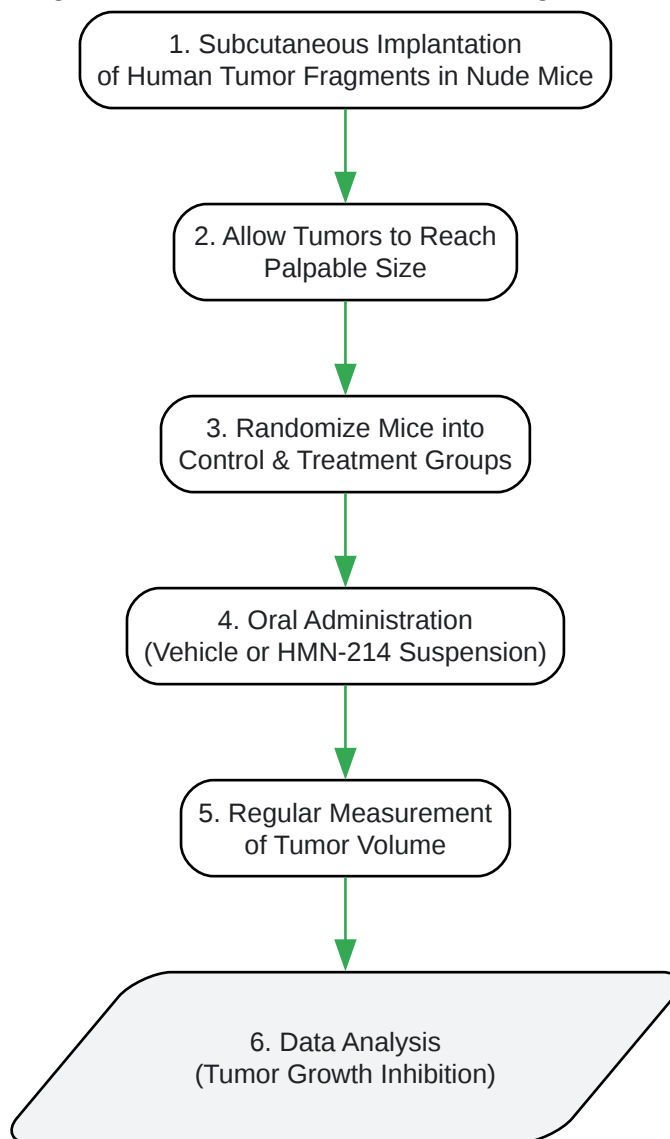 1. Subcutaneous Implantation
of Human Tumor Fragments in Nude Mice
2. Allow Tumors to Reach
Palpable Size
3. Randomize Mice into
Control & Treatment Groups
4. Oral Administration
(Vehicle or HMN-214 Suspension)
5. Regular Measurement
of Tumor Volume
6. Data Analysis
(Tumor Growth Inhibition)